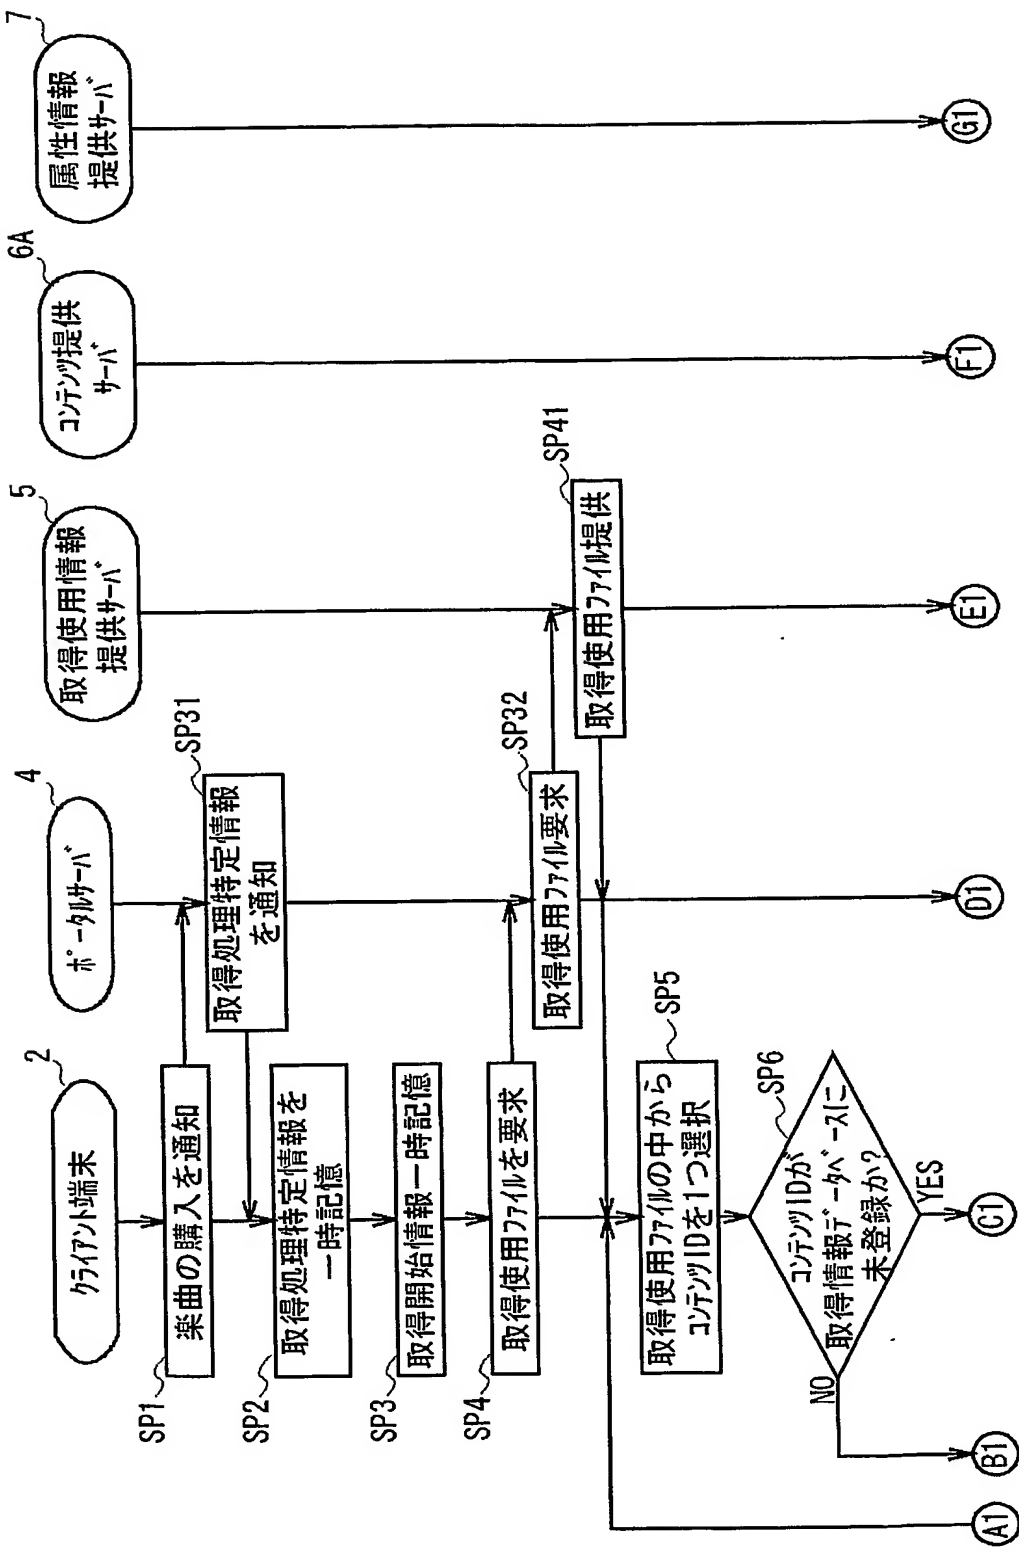 クライアント端末
2
ポータルサーバ
4
取得使用情報
提供サーバ
5
コンテンツ提供
サーバ
6A
属性情報
提供サーバ
7
SP1
楽曲の購入を通知
SP31
取得処理特定情報
を通知
SP2
取得処理特定情報を
一時記憶
SP3
取得開始情報一時記憶
SP4
取得使用ファイルを要求
SP32
取得使用ファイル要求
SP41
取得使用ファイル提供
SP5
取得使用ファイルの中から
コンテンツIDを1つ選択
SP6
コンテンツIDが
取得情報データベースに
未登録か?
NO
YES
A1
B1
C1
D1
E1
F1
G1